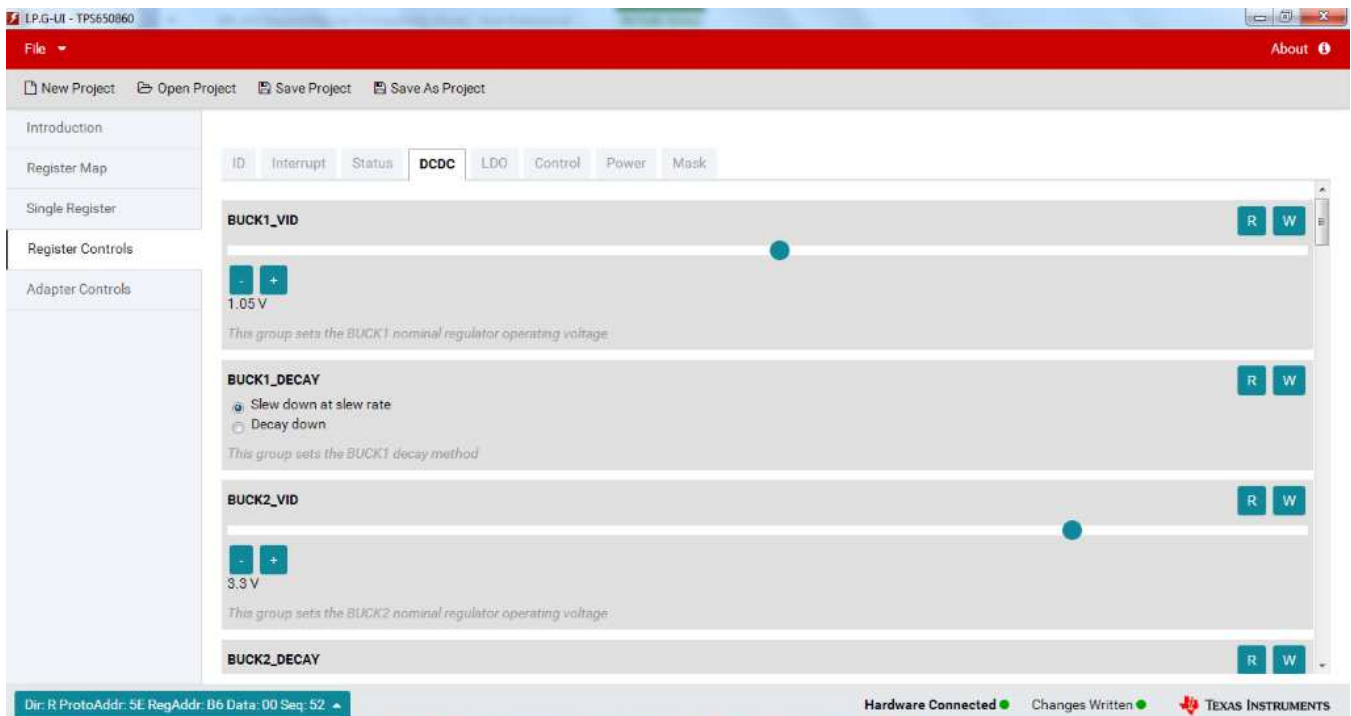 I.P.G-UI - TPS650860
File
About
New Project Open Project Save Project Save As Project
Introduction
Register Map
Single Register
Register Controls
Adapter Controls
ID Interrupt Status DCDC LDO Control Power Mask
BUCK1_VID
R W
- +
1.05 V
This group sets the BUCK1 nominal regulator operating voltage
BUCK1_DECAY
R W
Slew down at slew rate
Decay down
This group sets the BUCK1 decay method
BUCK2_VID
R W
- +
3.3 V
This group sets the BUCK2 nominal regulator operating voltage
BUCK2_DECAY
R W
Dir: R ProtoAddr: 5E RegAddr: B6 Data: 00 Seq: 52
Hardware Connected Changes Written TEXAS INSTRUMENTS